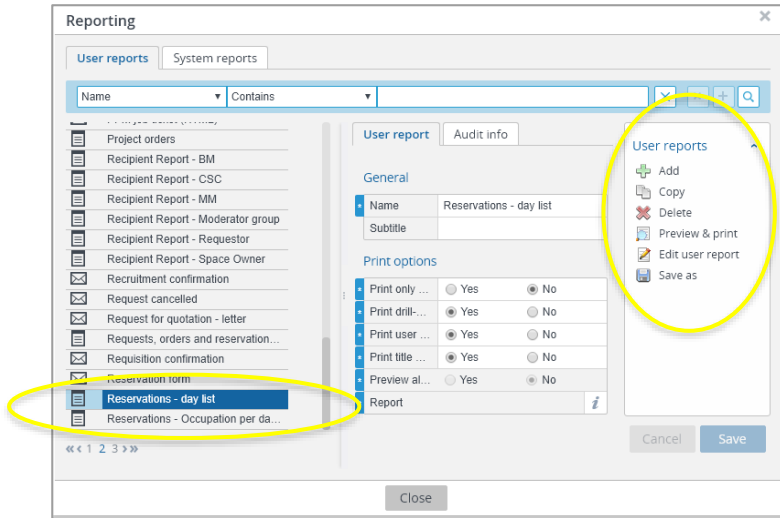 Reporting
User reports
System reports
Name
Contains
Project orders
Recipient Report - BM
Recipient Report - CSC
Recipient Report - MM
Recipient Report - Moderator group
Recipient Report - Requestor
Recipient Report - Space Owner
Recruitment confirmation
Request cancelled
Request for quotation - letter
Requests, orders and reservation...
Requisition confirmation
Reservation form
Reservations - day list
Reservations - Occupation per da...
1 2 3
User report
Audit info
General
Name Reservations - day list
Subtitle
Print options
Print only ... Yes No
Print drill-... Yes No
Print user ... Yes No
Print title ... Yes No
Preview al... Yes No
Report
User reports
Add
Copy
Delete
Preview & print
Edit user report
Save as
Cancel
Save
Close